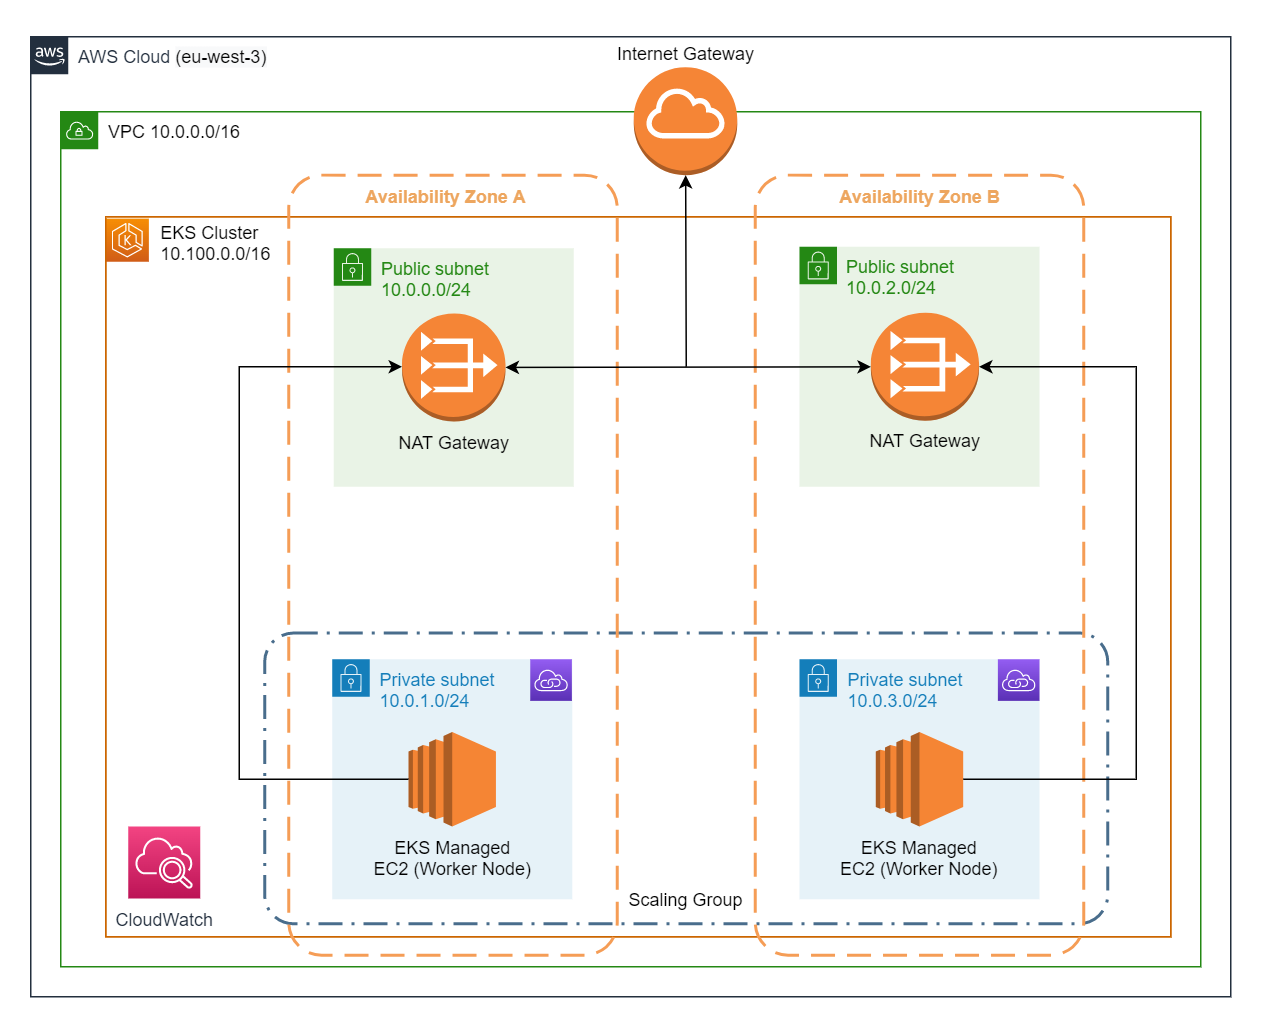 aws
AWS Cloud (eu-west-3)
Internet Gateway
VPC 10.0.0.0/16
Availability Zone A
Availability Zone B
EKS Cluster
10.100.0.0/16
K
Public subnet
10.0.0.0/24
Public subnet
10.0.2.0/24
NAT Gateway
NAT Gateway
Private subnet
10.0.1.0/24
Private subnet
10.0.3.0/24
EKS Managed
EC2 (Worker Node)
EKS Managed
EC2 (Worker Node)
Scaling Group
CloudWatch